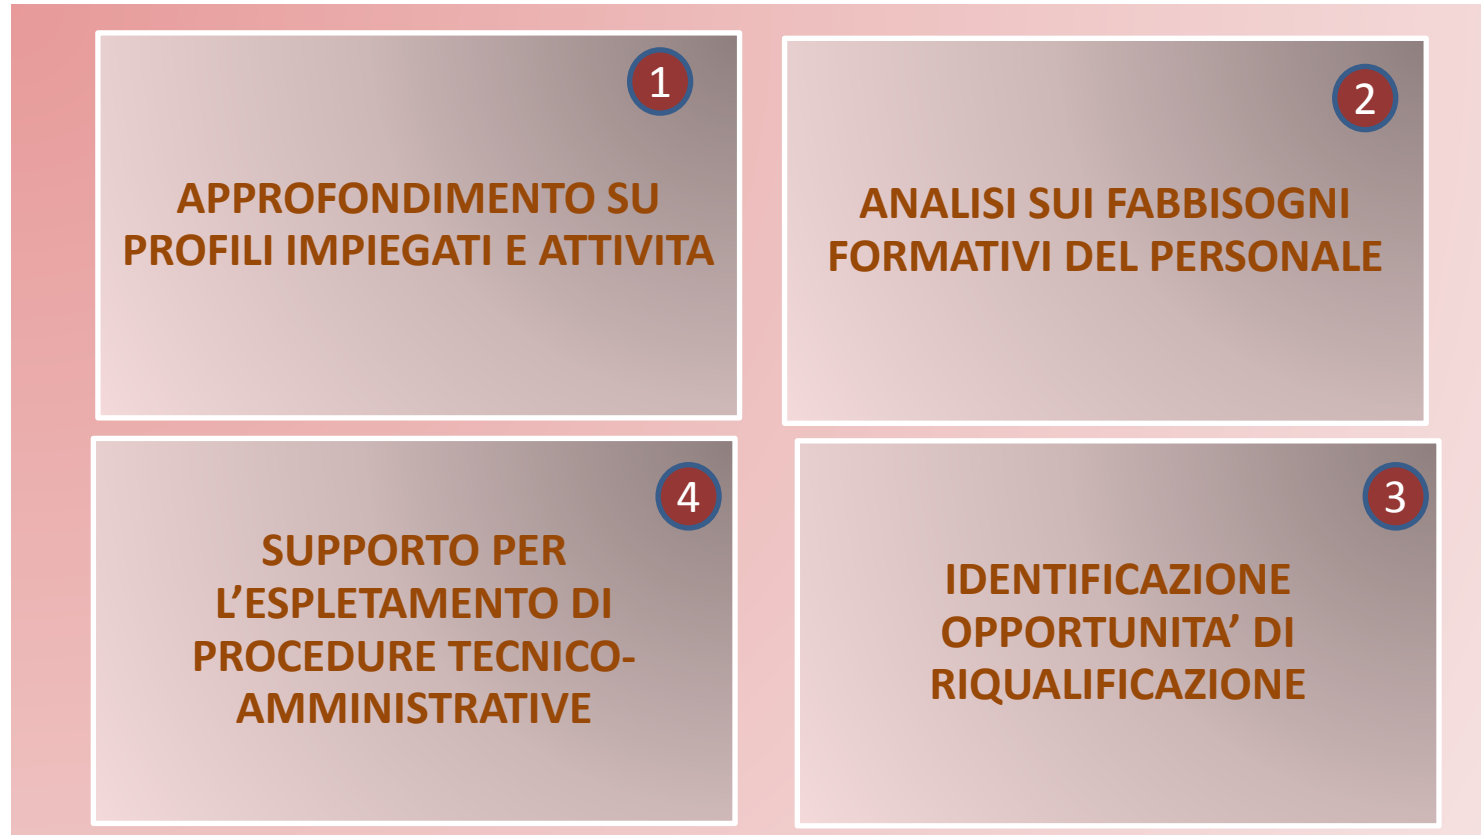 1
APPROFONDIMENTO SU
PROFILI IMPIEGATI E ATTIVITA
2
ANALISI SUI FABBISOGNI
FORMATIVI DEL PERSONALE
4
SUPPORTO PER
L’ESPLETAMENTO DI
PROCEDURE TECNICO-
AMMINISTRATIVE
3
IDENTIFICAZIONE
OPPORTUNITA’ DI
RIQUALIFICAZIONE